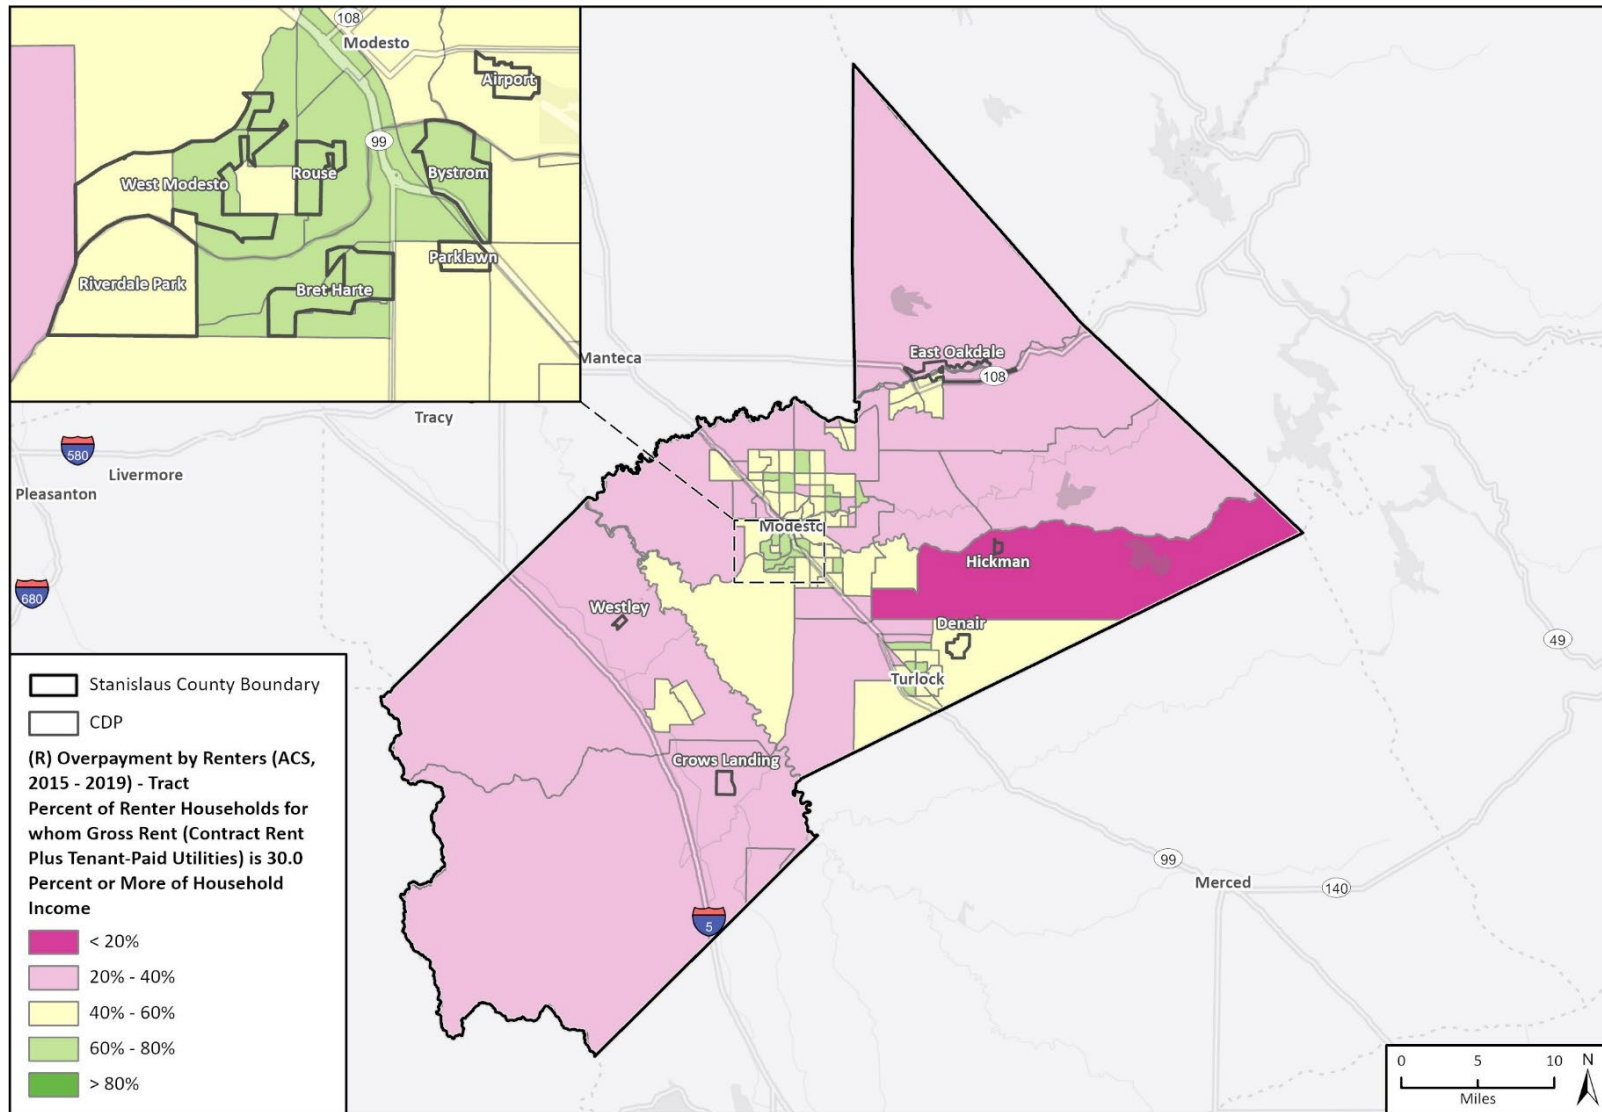 108
Modesto
Airport
99
West Modesto
Rouse
Bystrom
Parklawn
Riverdale Park
Bret Harte
Manteca
Tracy
580
Livermore
Pleasanton
680
East Oakdale
108
Modesto
Hickman
Westley
Denair
49
Turlock
Crows Landing
99
Merced
140
5
Stanislaus County Boundary
CDP
(R) Overpayment by Renters (ACS,
2015 - 2019) - Tract
Percent of Renter Households for
whom Gross Rent (Contract Rent
Plus Tenant-Paid Utilities) is 30.0
Percent or More of Household
Income
< 20%
20% - 40%
40% - 60%
60% - 80%
> 80%
0 5 10
Miles
N